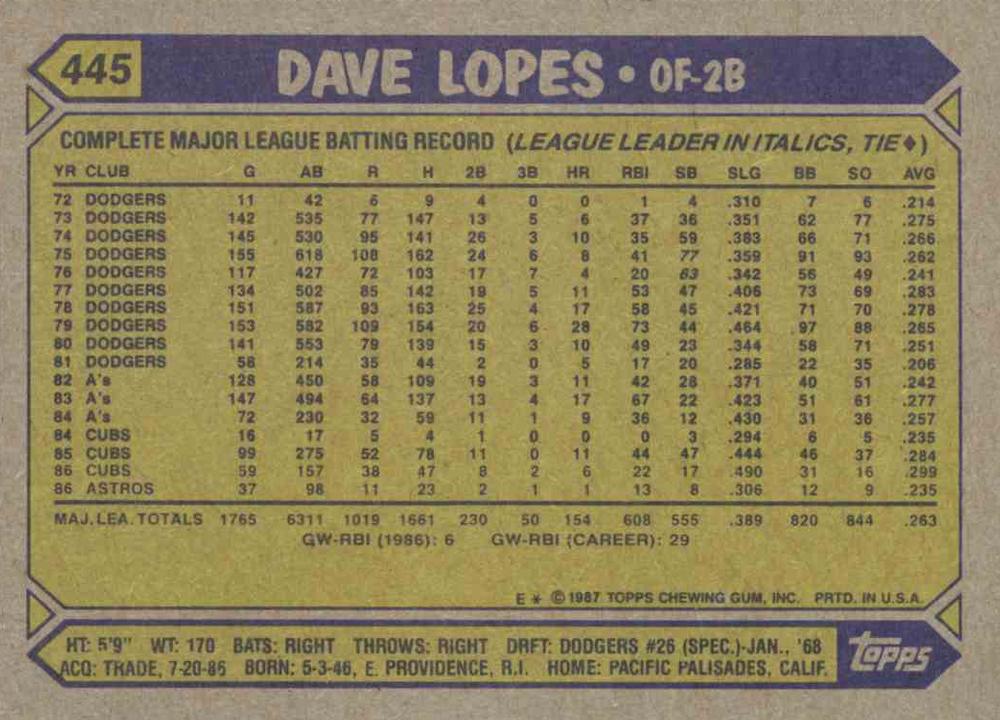 445 DAVE LOPES • OF-2B
COMPLETE MAJOR LEAGUE BATTING RECORD (LEAGUE LEADER IN ITALICS, TIE♦)
YR CLUB G AB R H 2B 3B HR RBI SB SLG BB SO AVG
72 DODGERS 11 42 6 9 4 0 0 1 4 .310 7 6 .214
73 DODGERS 142 535 77 147 13 5 6 37 36 .351 62 77 .275
74 DODGERS 145 530 95 141 26 3 10 35 59 .383 66 71 .266
75 DODGERS 155 618 108 162 24 6 8 41 77 .359 91 93 .262
76 DODGERS 117 427 72 103 17 7 4 20 63 .342 56 49 .241
77 DODGERS 134 502 85 142 19 5 11 53 47 .406 73 69 .283
78 DODGERS 151 587 93 163 25 4 17 58 45 .421 71 70 .278
79 DODGERS 153 582 109 154 20 6 28 73 44 .464 97 88 .265
80 DODGERS 141 553 79 139 15 3 10 49 23 .344 58 71 .251
81 DODGERS 58 214 35 44 2 0 5 17 20 .285 22 35 .206
82 A's 128 450 58 109 19 3 11 42 28 .371 40 51 .242
83 A's 147 494 64 137 13 4 17 67 22 .423 51 61 .277
84 A's 72 230 32 59 11 1 9 36 12 .430 31 36 .257
84 CUBS 16 17 5 4 1 0 0 0 3 .294 6 5 .235
85 CUBS 99 275 52 78 11 0 11 44 47 .444 46 37 .284
86 CUBS 59 157 38 47 8 2 6 22 17 .490 31 16 .299
86 ASTROS 37 98 11 23 2 1 1 13 8 .306 12 9 .235
MAJ. LEA. TOTALS 1765 6311 1019 1661 230 50 154 608 555 .389 820 844 .263
GW-RBI (1986): 6 GW-RBI (CAREER): 29
E * © 1987 TOPPS CHEWING GUM, INC. PRTD. IN U.S.A.
HT: 5'9" WT: 170 BATS: RIGHT THROWS: RIGHT DRFT: DODGERS #26 (SPEC.)-JAN., '68
ACQ: TRADE, 7-20-86 BORN: 5-3-46, E. PROVIDENCE, R.I. HOME: PACIFIC PALISADES, CALIF.
Topps